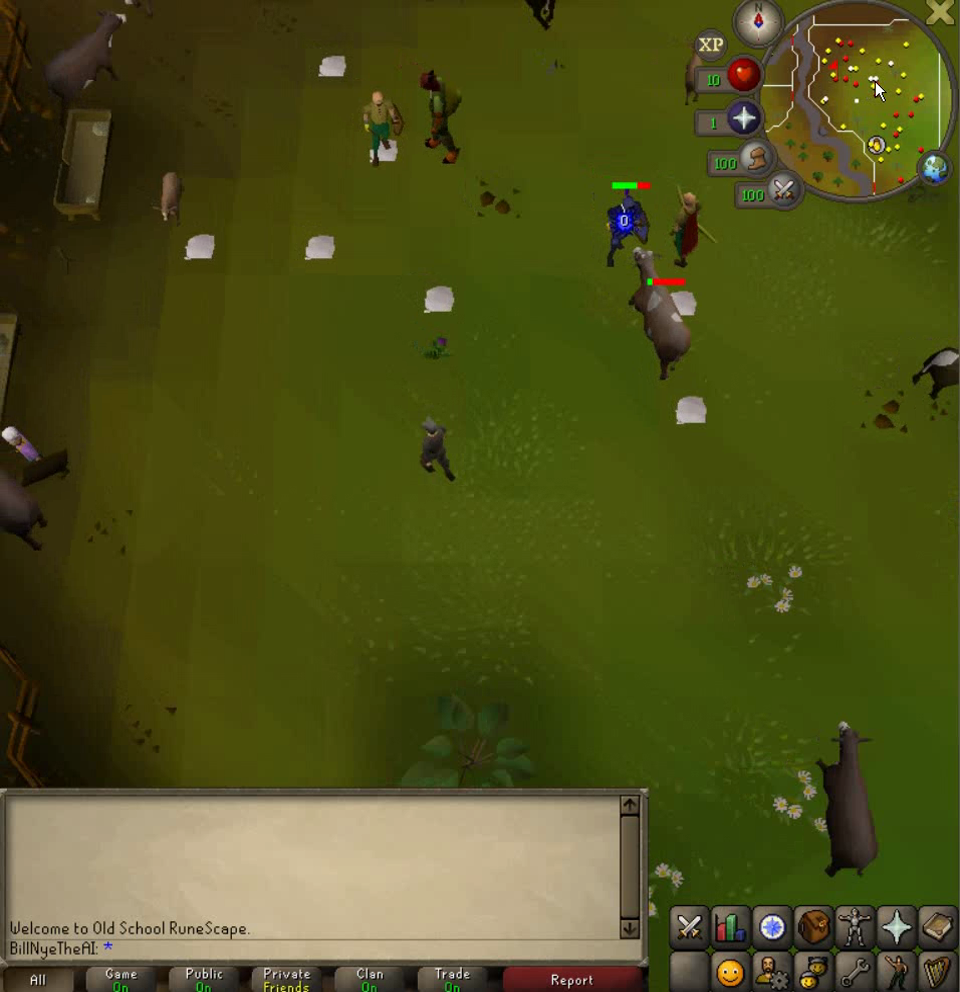 N
XP
10
1
100
100
0
Welcome to Old School RuneScape.
BillNyeTheAI: *
All
Game
On
Public
On
Private
Friends
Clan
On
Trade
On
Report